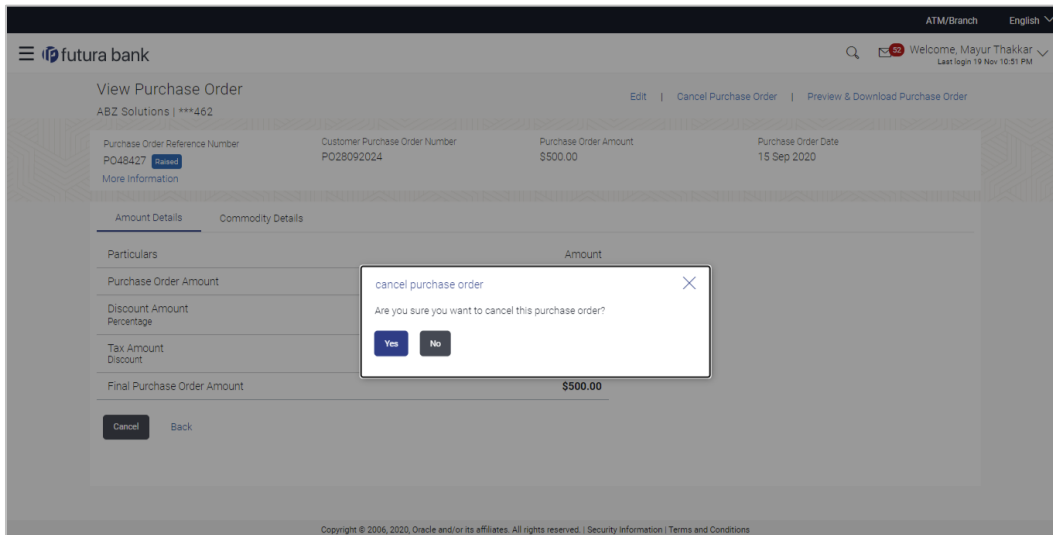 ATM/Branch English
futura bank
52 Welcome, Mayur Thakkar
Last login 19 Nov 10:51 PM
View Purchase Order
ABZ Solutions | ***462
Edit | Cancel Purchase Order | Preview & Download Purchase Order
Purchase Order Reference Number Customer Purchase Order Number Purchase Order Amount Purchase Order Date
PO48427 Raised PO28092024 $500.00 15 Sep 2020
More Information
Amount Details Commodity Details
Particulars Amount
Purchase Order Amount
Discount Amount
Percentage
Tax Amount
Discount
Final Purchase Order Amount $500.00
cancel purchase order
Are you sure you want to cancel this purchase order?
Yes No
Cancel Back
Copyright © 2006, 2020, Oracle and/or its affiliates. All rights reserved. | Security Information | Terms and Conditions